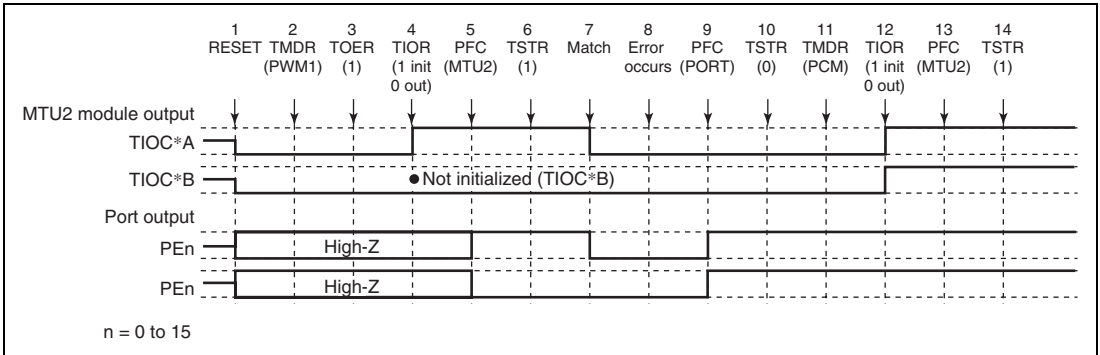 1 2 3 4 5 6 7 8 9 10 11 12 13 14
RESET TMDR TOER TIOR PFC TSTR Match Error PFC TSTR TMDR TIOR PFC TSTR
(PWM1) (1) (1 init (MTU2) (1) occurs (PORT) (0) (PCM) (1 init (MTU2) (1)
0 out) 0 out)
MTU2 module output
TIOC*A
TIOC*B ●Not initialized (TIOC*B)
Port output
PEn High-Z
PEn High-Z
n = 0 to 15